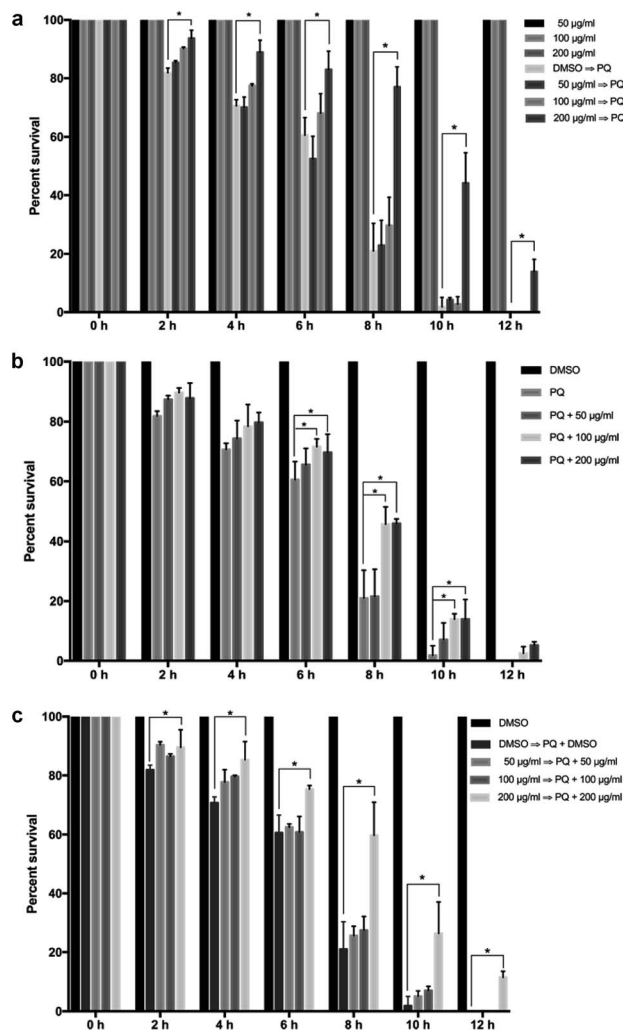 a
Percent survival
100
80
60
40
20
0
0 h 2 h 4 h 6 h 8 h 10 h 12 h
* * * * * *
50 µg/ml
100 µg/ml
200 µg/ml
DMSO ⇒ PQ
50 µg/ml ⇒ PQ
100 µg/ml ⇒ PQ
200 µg/ml ⇒ PQ
b
Percent survival
100
80
60
40
20
0
0 h 2 h 4 h 6 h 8 h 10 h 12 h
* * * * * *
DMSO
PQ
PQ + 50 µg/ml
PQ + 100 µg/ml
PQ + 200 µg/ml
c
Percent survival
100
80
60
40
20
0
0 h 2 h 4 h 6 h 8 h 10 h 12 h
* * * * * *
DMSO
DMSO ⇒ PQ + DMSO
50 µg/ml ⇒ PQ + 50 µg/ml
100 µg/ml ⇒ PQ + 100 µg/ml
200 µg/ml ⇒ PQ + 200 µg/ml